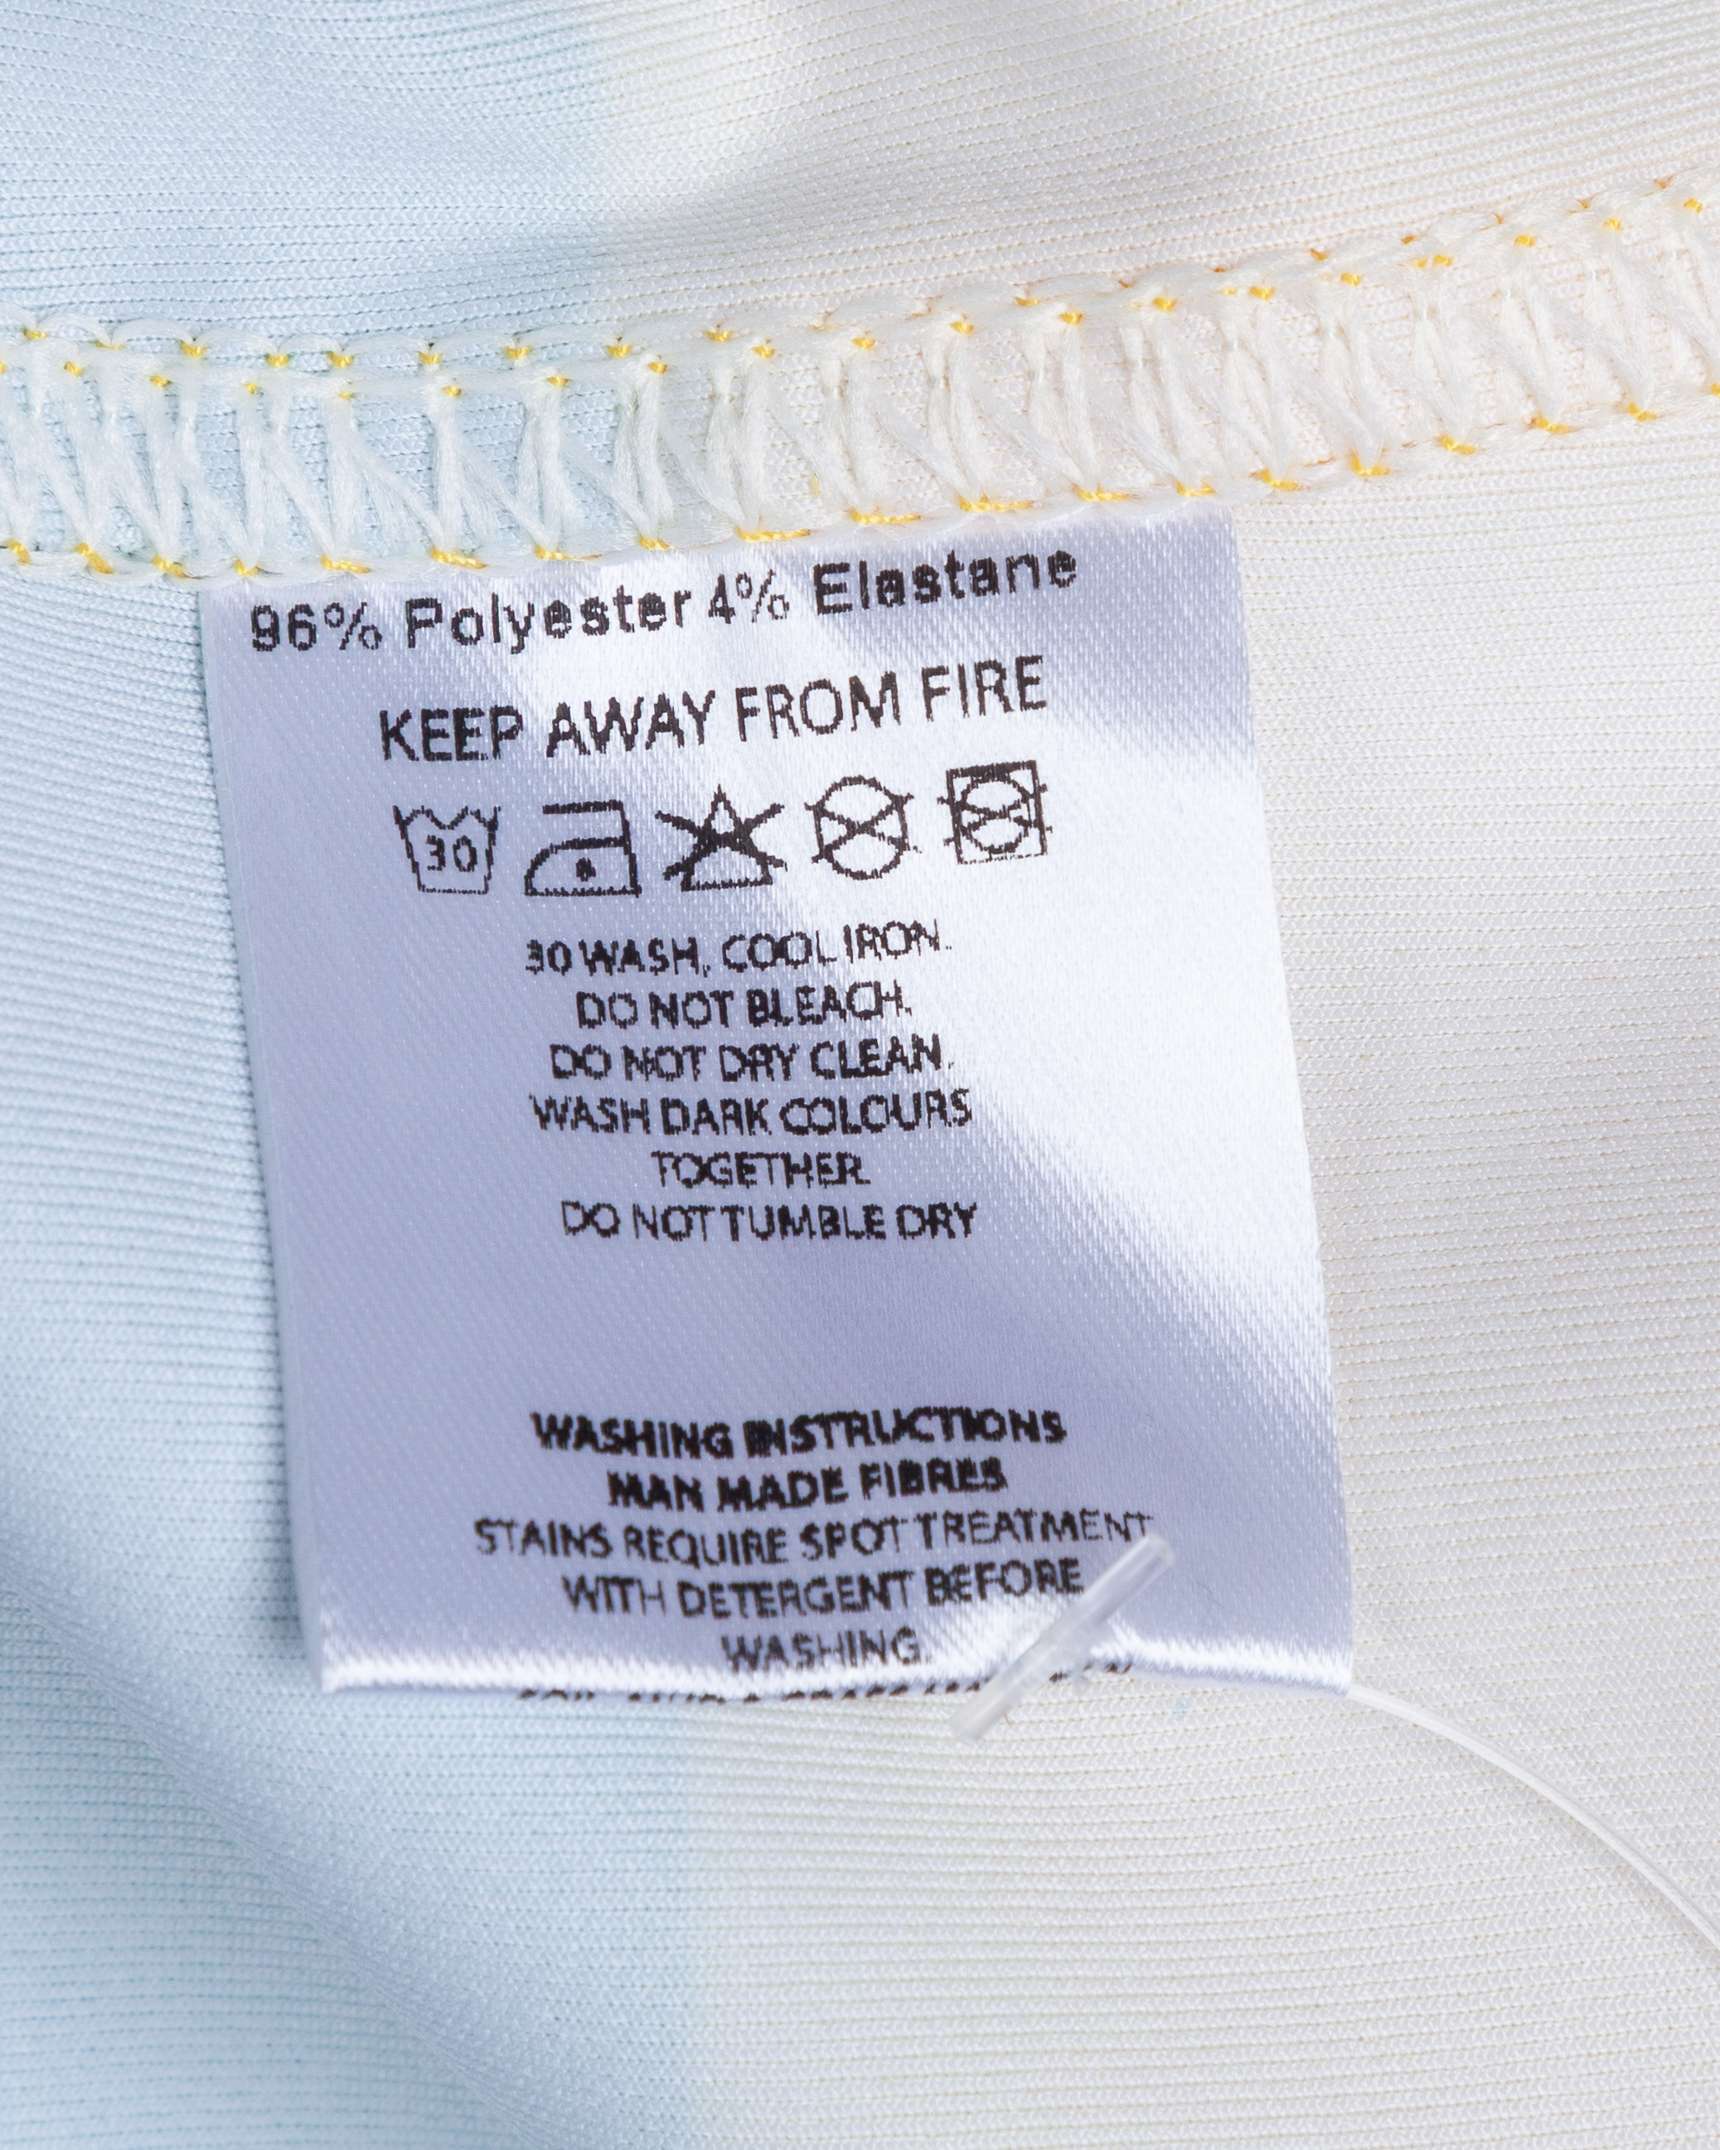 96% Polyester 4% Elastane
KEEP AWAY FROM FIRE
30
30 WASH. COOL IRON.
DO NOT BLEACH.
DO NOT DRY CLEAN.
WASH DARK COLOURS
TOGETHER.
DO NOT TUMBLE DRY
WASHING INSTRUCTIONS
MAN MADE FIBRES
STAINS REQUIRE SPOT TREATMENT
WITH DETERGENT BEFORE
WASHING.